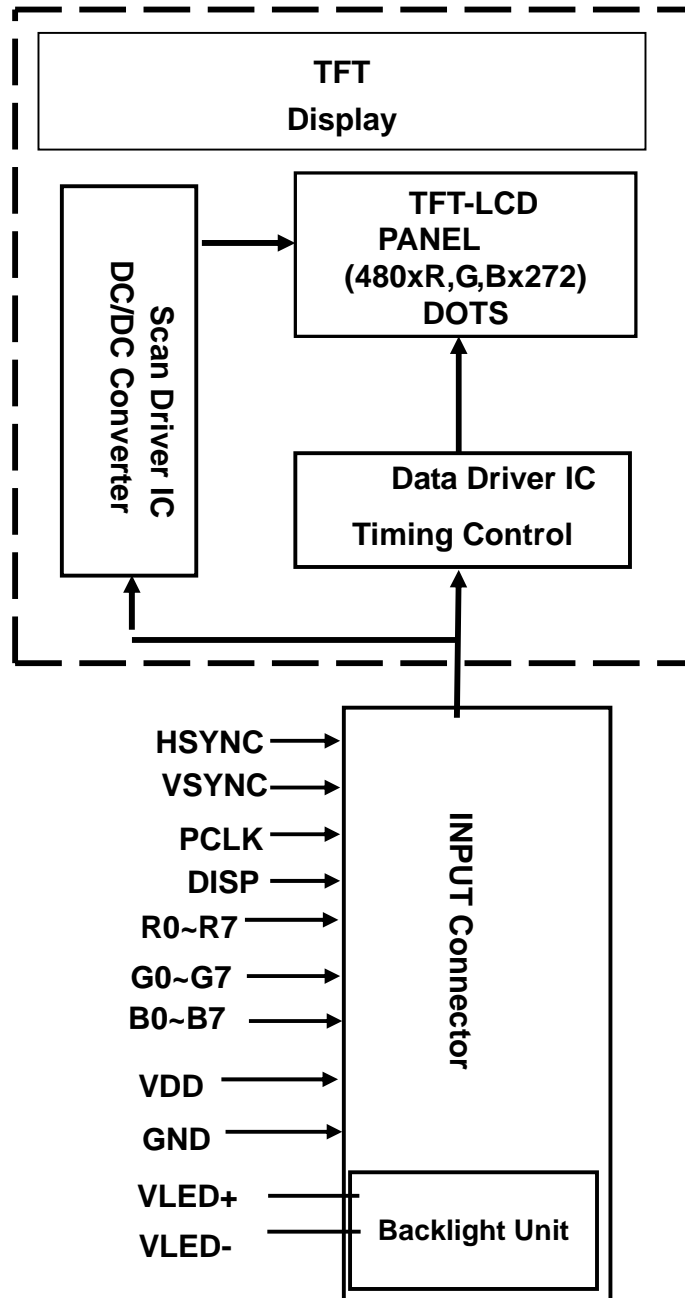 TFT
Display
TFT-LCD
PANEL
(480xR,G,Bx272)
DOTS
Scan Driver IC
DC/DC Converter
Data Driver IC
Timing Control
HSYNC
VSYNC
PCLK
DISP
R0~R7
G0~G7
B0~B7
VDD
GND
VLED+
VLED-
INPUT Connector
Backlight Unit